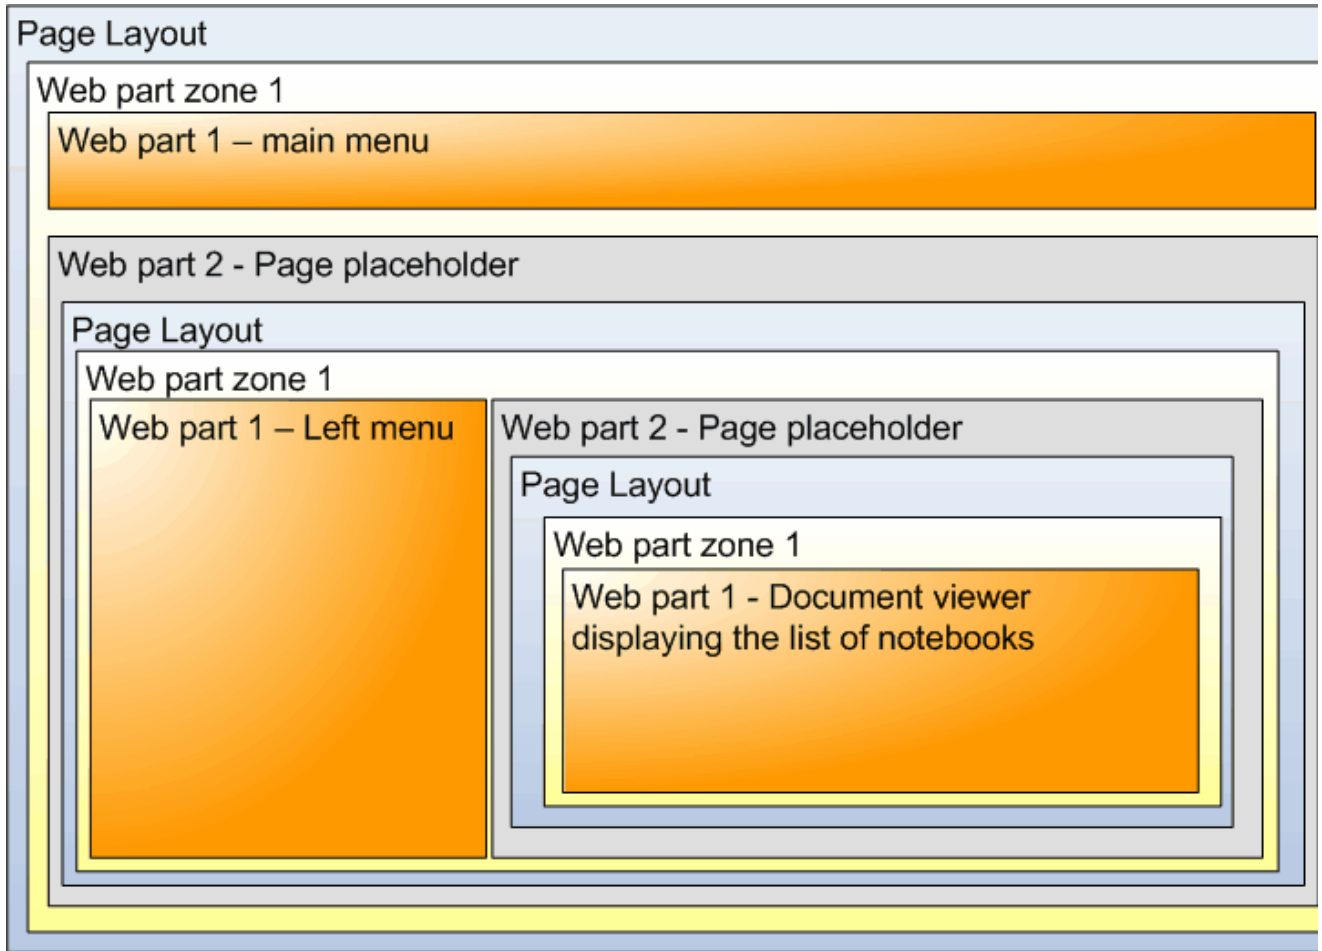 Page Layout
Web part zone 1
Web part 1 – main menu
Web part 2 - Page placeholder
Page Layout
Web part zone 1
Web part 1 – Left menu
Web part 2 - Page placeholder
Page Layout
Web part zone 1
Web part 1 - Document viewer
displaying the list of notebooks